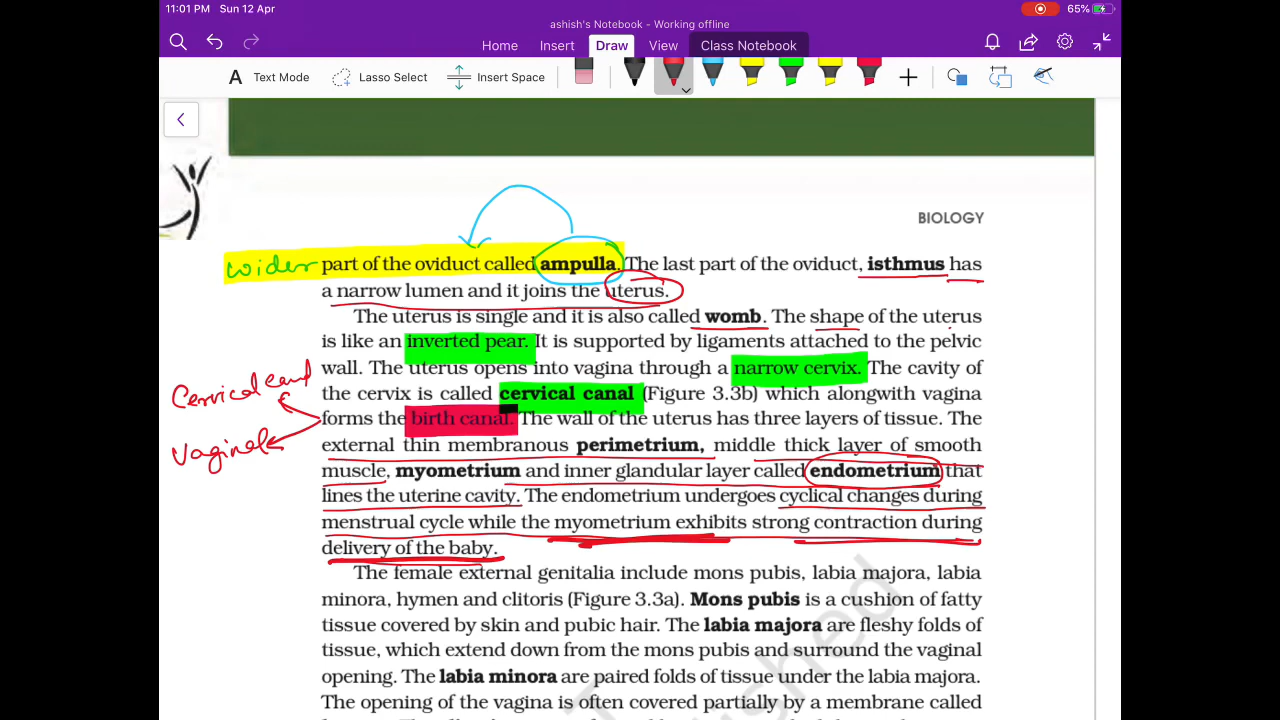 11:01 PM Sun 12 Apr
65%
ashish's Notebook - Working offline
Home Insert Draw View Class Notebook
A Text Mode Lasso Select Insert Space
BIOLOGY
wider part of the oviduct called ampulla. The last part of the oviduct, isthmus has
a narrow lumen and it joins the uterus.
The uterus is single and it is also called womb. The shape of the uterus
is like an inverted pear. It is supported by ligaments attached to the pelvic
wall. The uterus opens into vagina through a narrow cervix. The cavity of
Cervical
the cervix is called cervical canal (Figure 3.3b) which alongwith vagina
forms the birth canal. The wall of the uterus has three layers of tissue. The
external thin membranous perimetrium, middle thick layer of smooth
muscle, myometrium and inner glandular layer called endometrium that
lines the uterine cavity. The endometrium undergoes cyclical changes during
menstrual cycle while the myometrium exhibits strong contraction during
delivery of the baby.
The female external genitalia include mons pubis, labia majora, labia
minora, hymen and clitoris (Figure 3.3a). Mons pubis is a cushion of fatty
tissue covered by skin and pubic hair. The labia majora are fleshy folds of
tissue, which extend down from the mons pubis and surround the vaginal
opening. The labia minora are paired folds of tissue under the labia majora.
The opening of the vagina is often covered partially by a membrane called